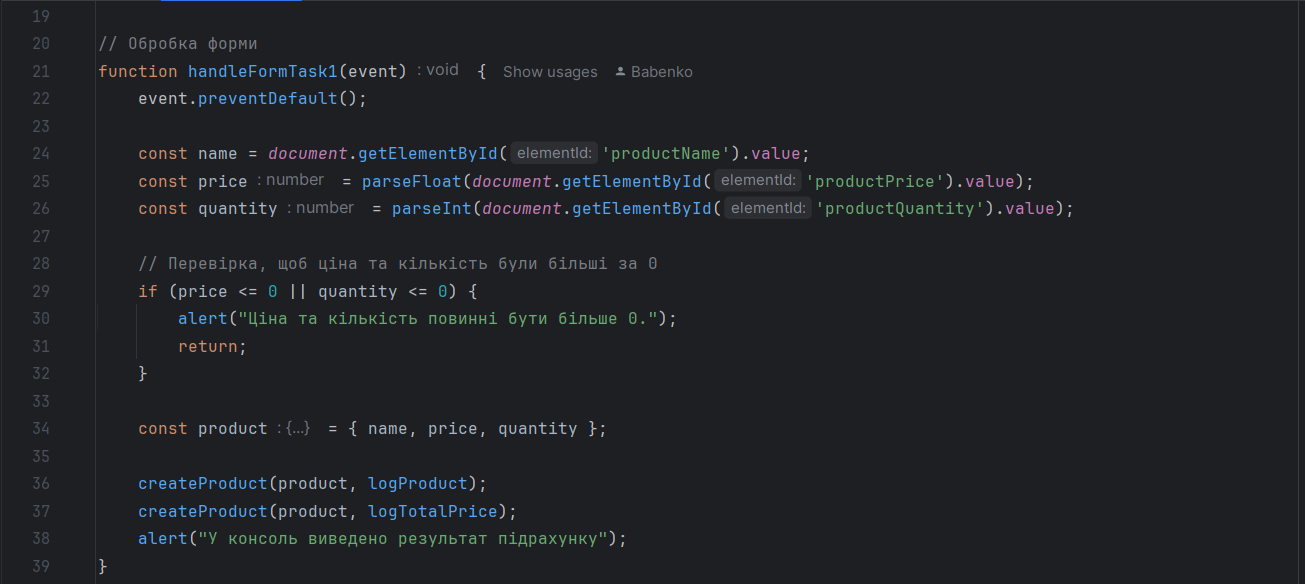 19
20 // Обробка форми
21 function handleFormTask1(event) : void { Show usages Babenko
22 event.preventDefault();
23
24 const name = document.getElementById( elementId: 'productName').value;
25 const price : number = parseFloat(document.getElementById( elementId: 'productPrice').value);
26 const quantity : number = parseInt(document.getElementById( elementId: 'productQuantity').value);
27
28 // Перевірка, щоб ціна та кількість були більші за 0
29 if (price <= 0 || quantity <= 0) {
30 alert("Ціна та кількість повинні бути більше 0.");
31 return;
32 }
33
34 const product : {...} = { name, price, quantity };
35
36 createProduct(product, logProduct);
37 createProduct(product, logTotalPrice);
38 alert("У консоль виведено результат підрахунку");
39 }